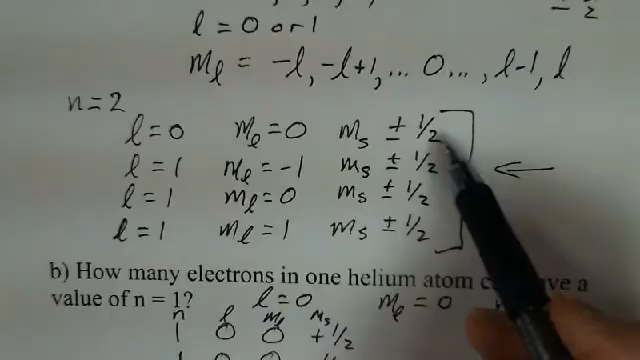 ± 1/2
l = 0 or 1
mₗ = -l, -l+1, ... 0 ..., l-1, l
n = 2
l = 0 mₗ = 0 mₛ ± 1/2
l = 1 mₗ = -1 mₛ ± 1/2
l = 1 mₗ = 0 mₛ ± 1/2
l = 1 mₗ = 1 mₛ ± 1/2
b) How many electrons in one helium atom have a
value of n = 1? l = 0 mₗ = 0
n l mₗ mₛ
1 0 0 +1/2